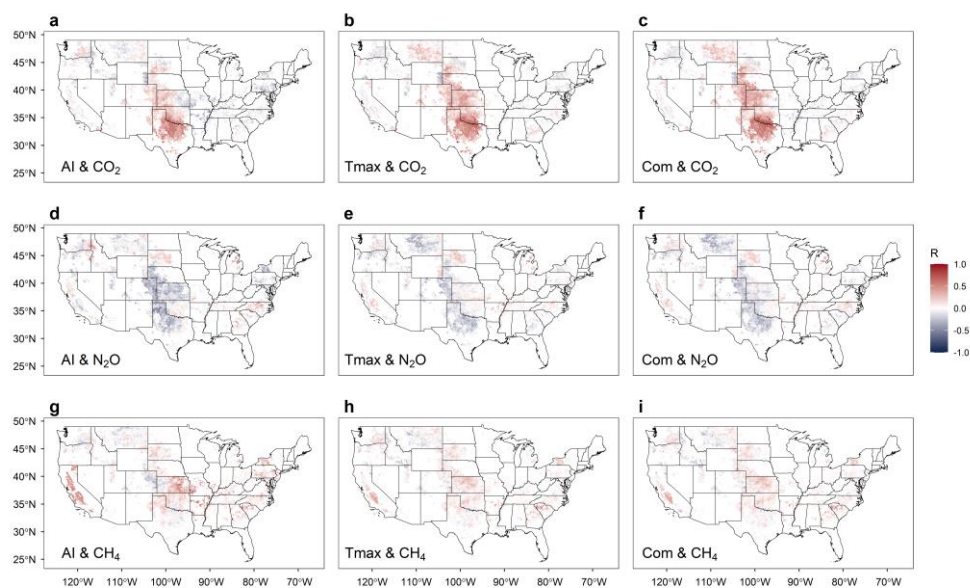 a b c
50°N
45°N
40°N
35°N
30°N
25°N
AI & CO₂ Tmax & CO₂ Com & CO₂
d e f
50°N
45°N
40°N
35°N
30°N
25°N
AI & N₂O Tmax & N₂O Com & N₂O
R
1.0
0.5
0.0
-0.5
-1.0
g h i
50°N
45°N
40°N
35°N
30°N
25°N
AI & CH₄ Tmax & CH₄ Com & CH₄
120°W 110°W 100°W 90°W 80°W 70°W 120°W 110°W 100°W 90°W 80°W 70°W 120°W 110°W 100°W 90°W 80°W 70°W